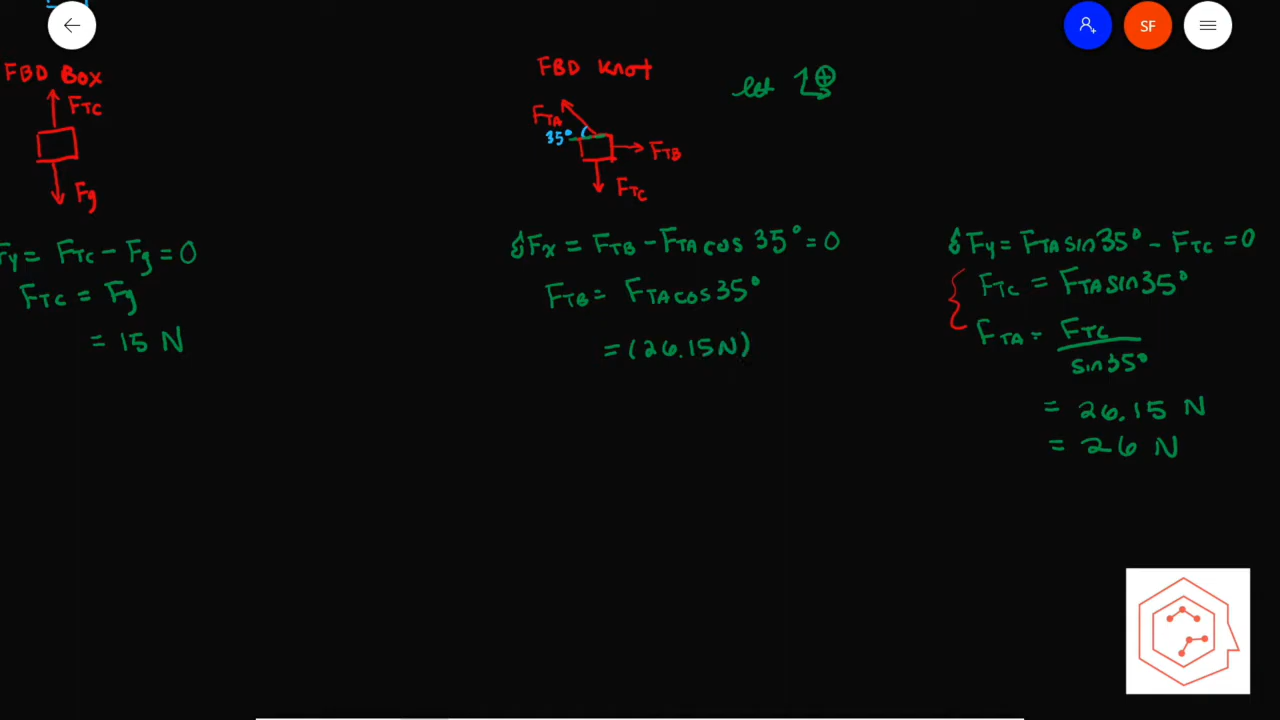 SF
FBD Box
FTC
Fg
Fy = FTC - Fg = 0
FTC = Fg
= 15 N
FBD Knot
let
FTA
35°
FTB
FTC
ΣFx = FTB - FTA cos 35° = 0
FTB = FTA cos 35°
= (26.15 N)
ΣFy = FTA sin 35° - FTC = 0
FTC = FTA sin 35°
FTA = FTC
sin 35°
= 26.15 N
= 26 N